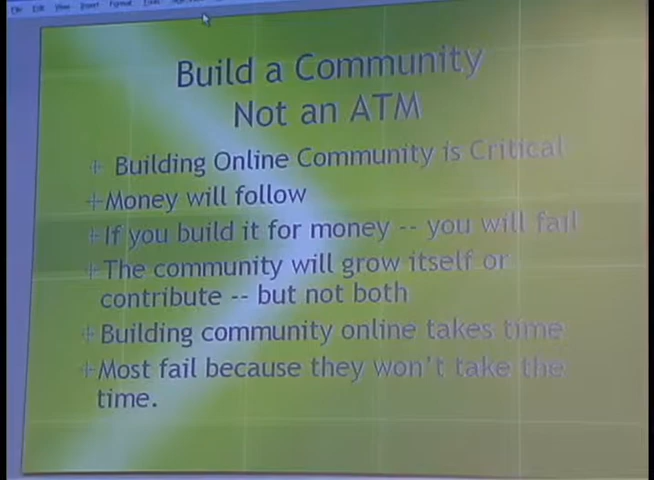 Build a Community
Not an ATM
+ Building Online Community is Critical
+Money will follow
+If you build it for money -- you will fail
+The community will grow itself or
contribute -- but not both
+Building community online takes time
+Most fail because they won't take the
time.